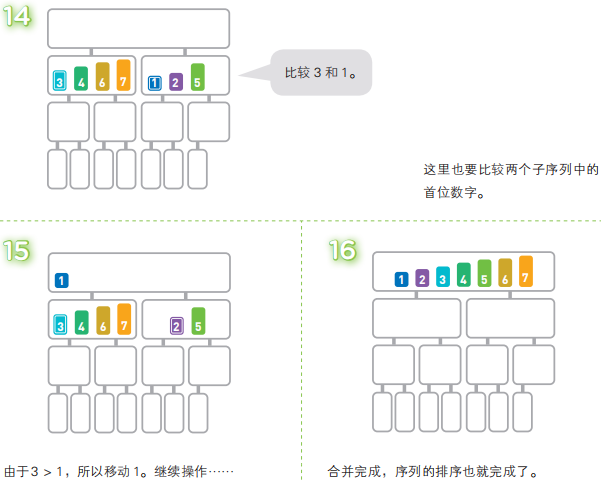 14
3 4 6 7 1 2 5
比较 3 和 1。
这里也要比较两个子序列中的
首位数字。
15
1
3 4 6 7 2 5
由于3 > 1，所以移动 1。继续操作……
16
1 2 3 4 5 6 7
合并完成，序列的排序也就完成了。